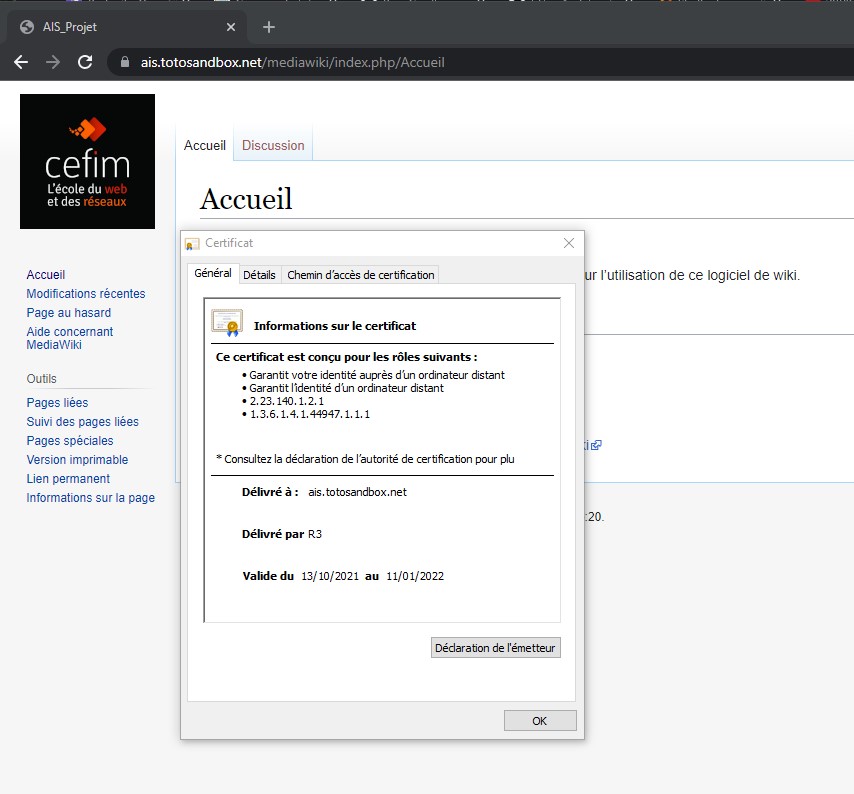 AIS_Projet
ais.totosandbox.net/mediawiki/index.php/Accueil
cefim
L'école du web
et des réseaux
Accueil
Discussion
Accueil
Accueil
Modifications récentes
Page au hasard
Aide concernant
MediaWiki
Outils
Pages liées
Suivi des pages liées
Pages spéciales
Version imprimable
Lien permanent
Informations sur la page
ur l'utilisation de ce logiciel de wiki.
:20.
Certificat
Général
Détails
Chemin d'accès de certification
Informations sur le certificat
Ce certificat est conçu pour les rôles suivants :
• Garantit votre identité auprès d'un ordinateur distant
• Garantit l'identité d'un ordinateur distant
• 2.23.140.1.2.1
• 1.3.6.1.4.1.44947.1.1.1
* Consultez la déclaration de l'autorité de certification pour plu
Délivré à : ais.totosandbox.net
Délivré par R3
Valide du 13/10/2021 au 11/01/2022
Déclaration de l'émetteur
OK